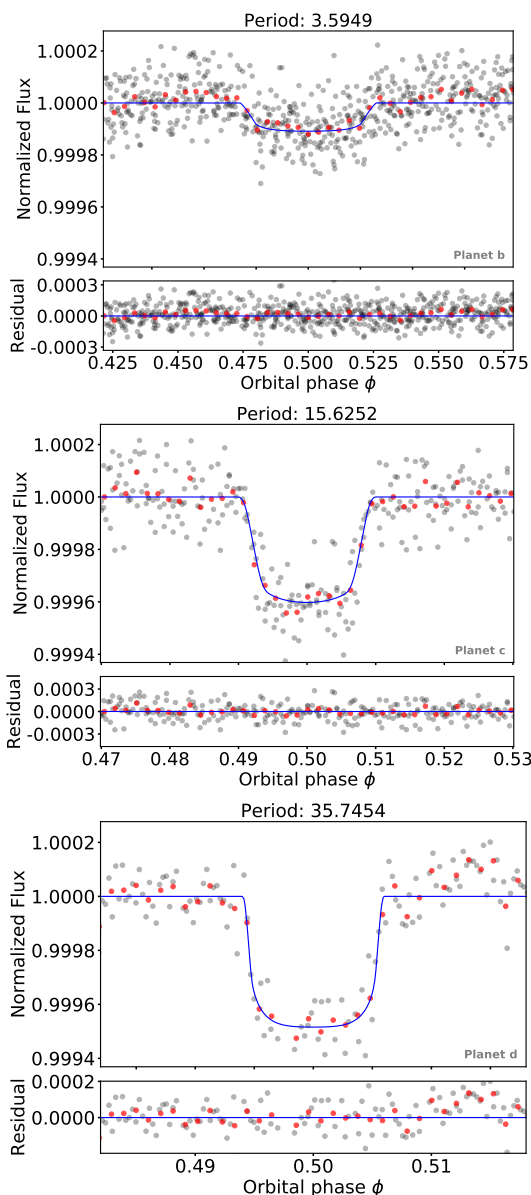 Period: 3.5949
1.0002
1.0000
0.9998
0.9996
0.9994
Normalized Flux
Planet b
0.0003
0.0000
-0.0003
Residual
0.425 0.450 0.475 0.500 0.525 0.550 0.575
Orbital phase ϕ
Period: 15.6252
1.0002
1.0000
0.9998
0.9996
0.9994
Normalized Flux
Planet c
0.0003
0.0000
-0.0003
Residual
0.47 0.48 0.49 0.50 0.51 0.52 0.53
Orbital phase ϕ
Period: 35.7454
1.0002
1.0000
0.9998
0.9996
0.9994
Normalized Flux
Planet d
0.0002
0.0000
Residual
0.49 0.50 0.51
Orbital phase ϕ